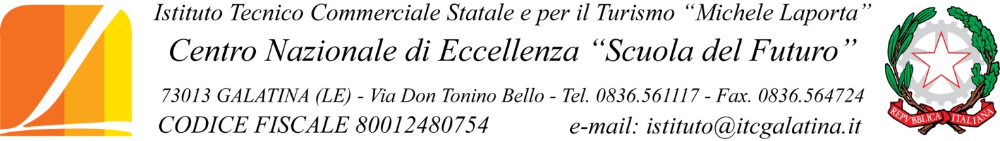 Istituto Tecnico Commerciale Statale e per il Turismo “Michele Laporta”
Centro Nazionale di Eccellenza “Scuola del Futuro”
73013 GALATINA (LE) - Via Don Tonino Bello - Tel. 0836.561117 - Fax. 0836.564724
CODICE FISCALE 80012480754 e-mail: istituto@itcgalatina.it
REPVBBLICA ITALIANA